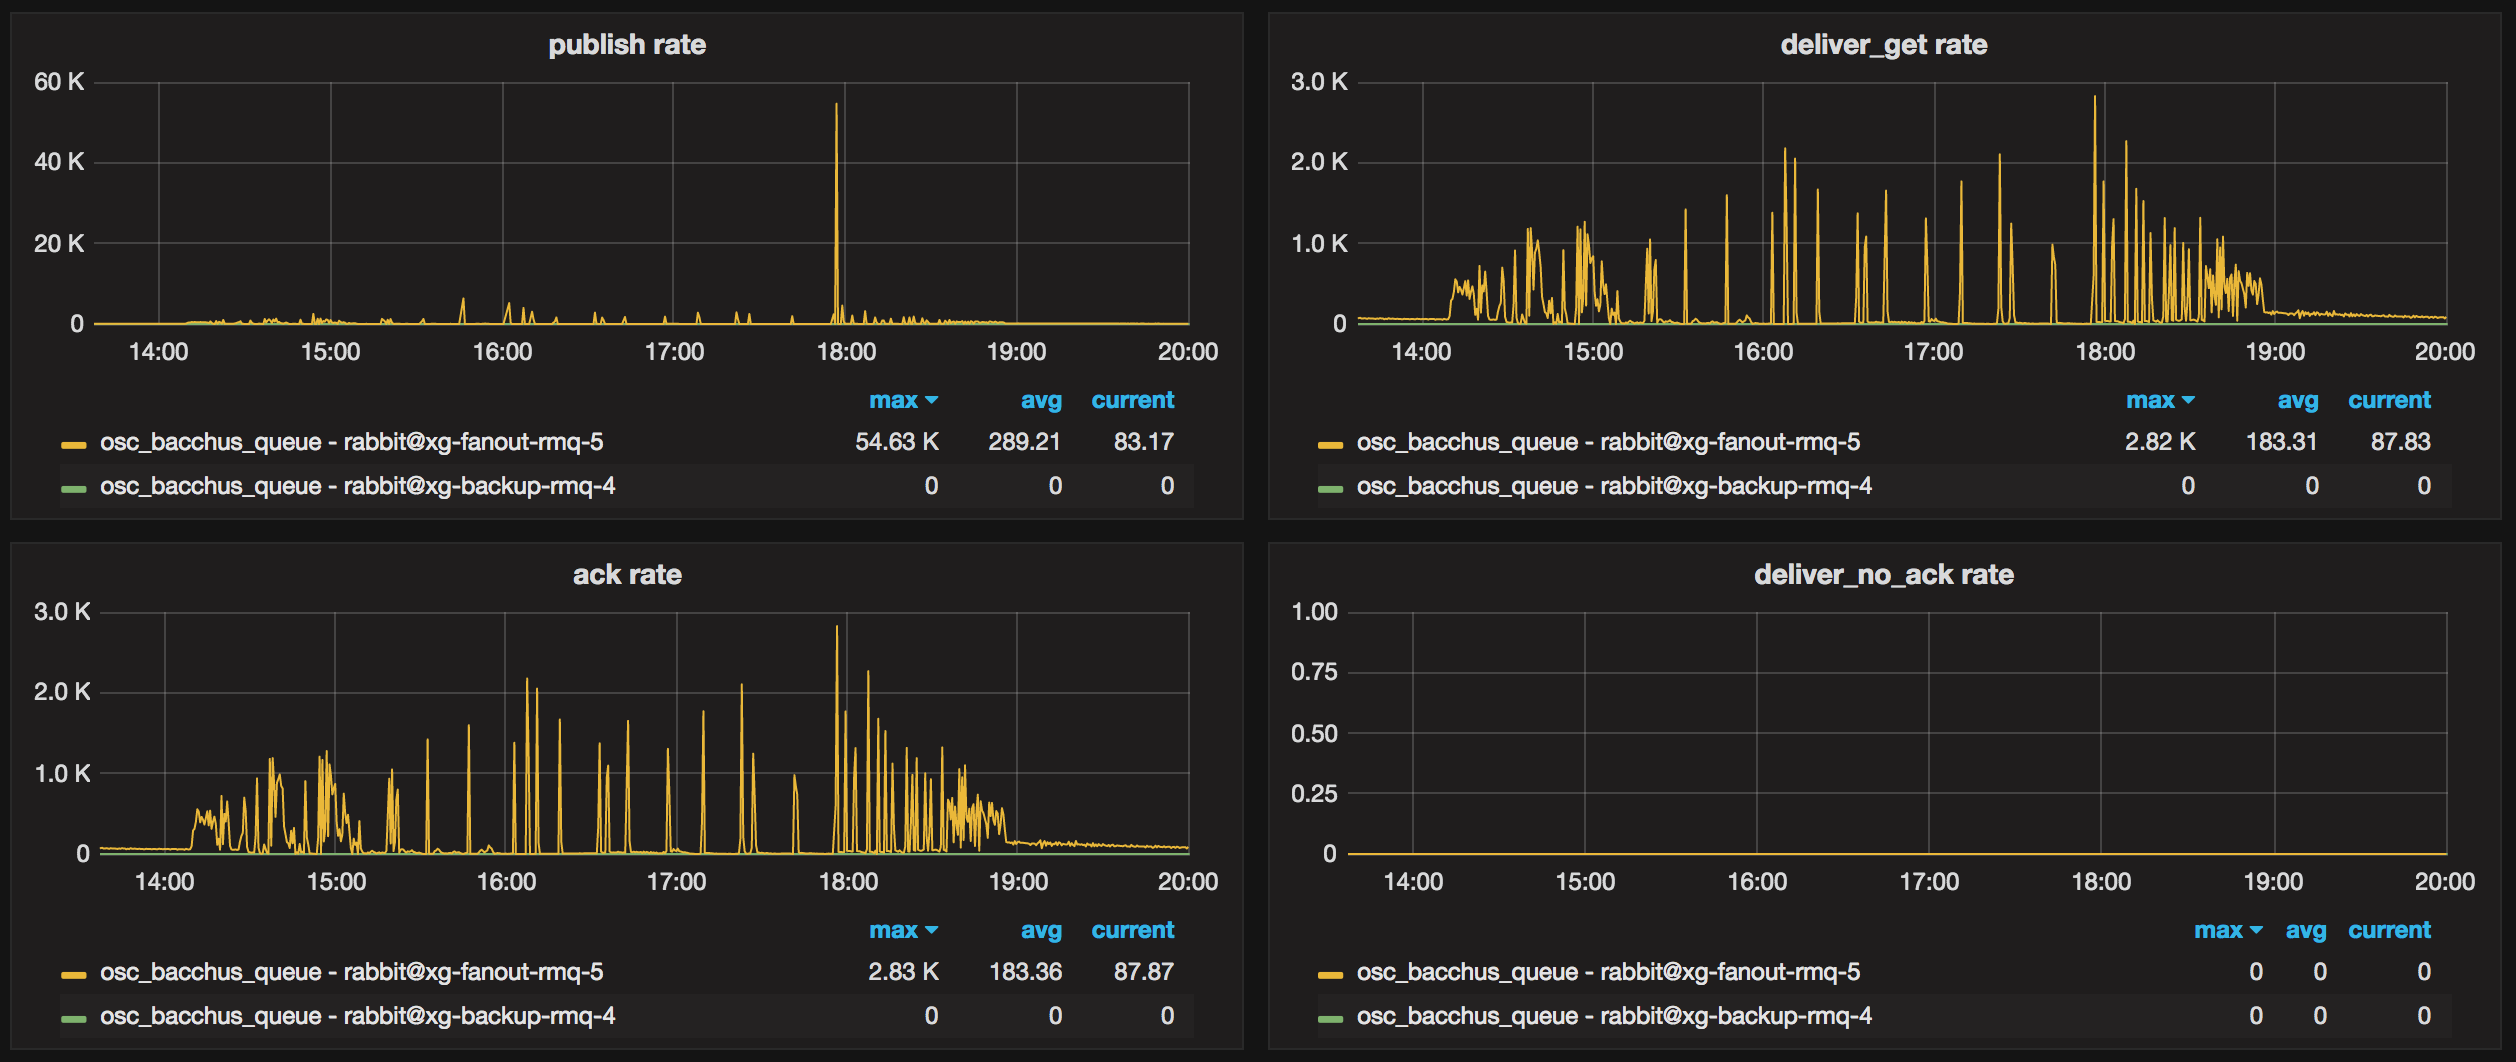 publish rate
60 K
40 K
20 K
0
14:00 15:00 16:00 17:00 18:00 19:00 20:00
max avg current
osc_bacchus_queue - rabbit@xg-fanout-rmq-5 54.63 K 289.21 83.17
osc_bacchus_queue - rabbit@xg-backup-rmq-4 0 0 0
deliver_get rate
3.0 K
2.0 K
1.0 K
0
14:00 15:00 16:00 17:00 18:00 19:00 20:00
max avg current
osc_bacchus_queue - rabbit@xg-fanout-rmq-5 2.82 K 183.31 87.83
osc_bacchus_queue - rabbit@xg-backup-rmq-4 0 0 0
ack rate
3.0 K
2.0 K
1.0 K
0
14:00 15:00 16:00 17:00 18:00 19:00 20:00
max avg current
osc_bacchus_queue - rabbit@xg-fanout-rmq-5 2.83 K 183.36 87.87
osc_bacchus_queue - rabbit@xg-backup-rmq-4 0 0 0
deliver_no_ack rate
1.00
0.75
0.50
0.25
0
14:00 15:00 16:00 17:00 18:00 19:00 20:00
max avg current
osc_bacchus_queue - rabbit@xg-fanout-rmq-5 0 0 0
osc_bacchus_queue - rabbit@xg-backup-rmq-4 0 0 0